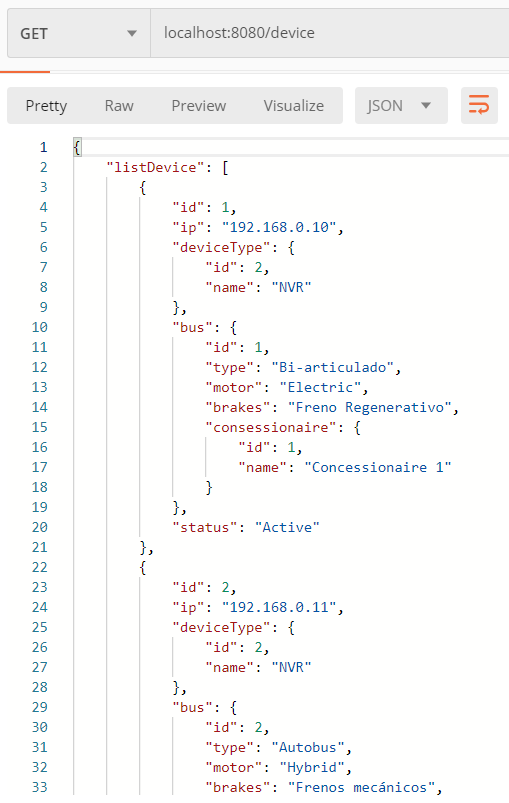 GET localhost:8080/device
Pretty Raw Preview Visualize JSON
1 {
2 "listDevice": [
3 {
4 "id": 1,
5 "ip": "192.168.0.10",
6 "deviceType": {
7 "id": 2,
8 "name": "NVR"
9 },
10 "bus": {
11 "id": 1,
12 "type": "Bi-articulado",
13 "motor": "Electric",
14 "brakes": "Freno Regenerativo",
15 "consessionaire": {
16 "id": 1,
17 "name": "Concessionaire 1"
18 }
19 },
20 "status": "Active"
21 },
22 {
23 "id": 2,
24 "ip": "192.168.0.11",
25 "deviceType": {
26 "id": 2,
27 "name": "NVR"
28 },
29 "bus": {
30 "id": 2,
31 "type": "Autobus",
32 "motor": "Hybrid",
33 "brakes": "Frenos mecánicos",